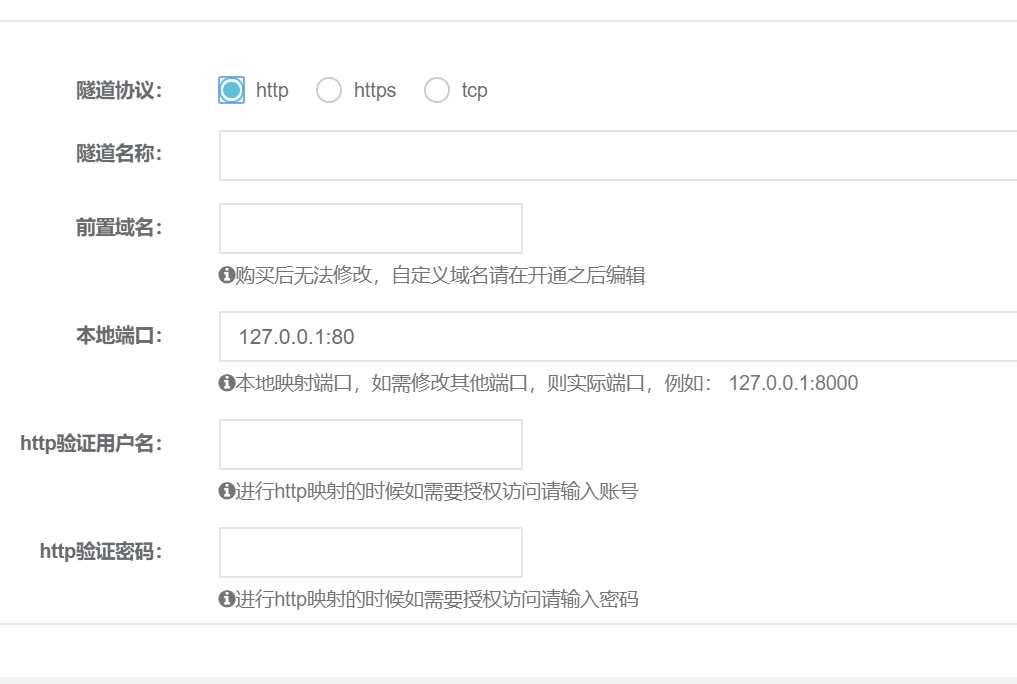 隧道协议： http https tcp
隧道名称：
前置域名：
购买后无法修改，自定义域名请在开通之后编辑
本地端口： 127.0.0.1:80
本地映射端口，如需修改其他端口，则实际端口，例如： 127.0.0.1:8000
http验证用户名：
进行http映射的时候如需要授权访问请输入账号
http验证密码：
进行http映射的时候如需要授权访问请输入密码